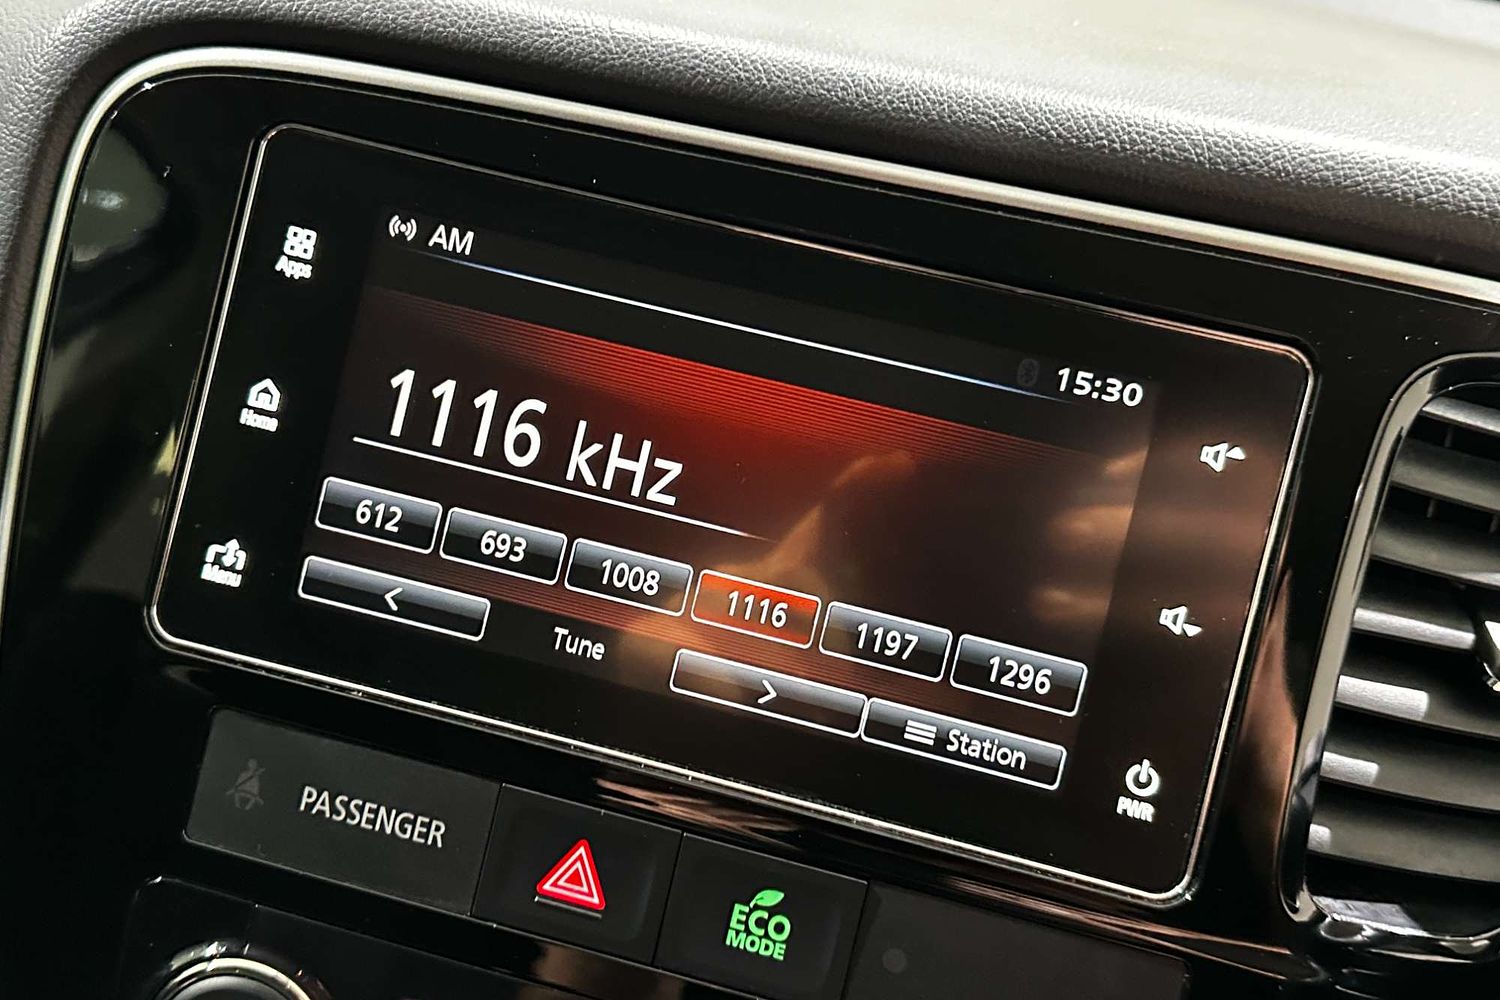 AM
Apps
15:30
1116 kHz
Home
612 693 1008 1116 1197 1296
Menu
< Tune > Station
PWR
PASSENGER
ECO
MODE